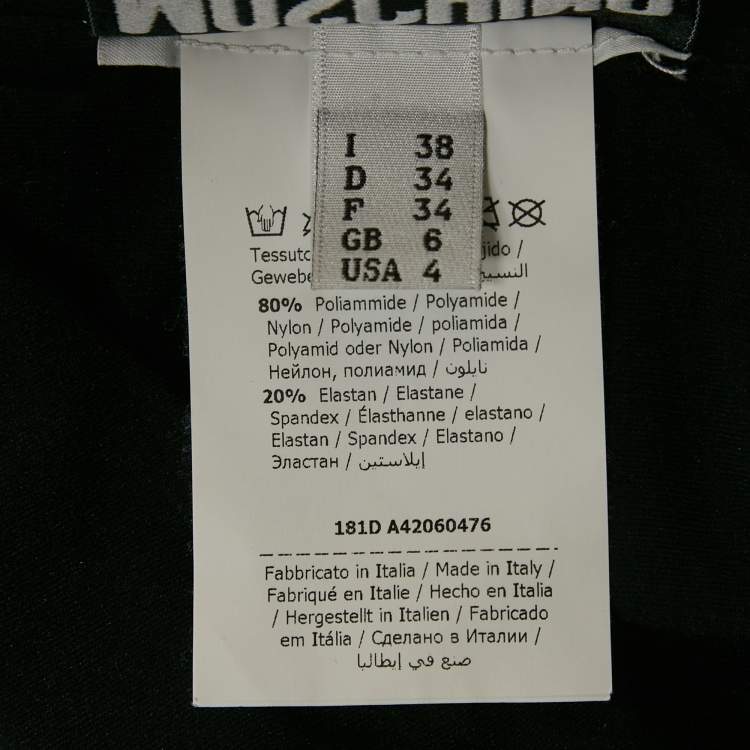 MOSCHINO
I 38
D 34
F 34
GB 6
USA 4
Tessuto
jido /
Gewebe
النسيج
80% Poliammide / Polyamide /
Nylon / Polyamide / poliamida /
Polyamid oder Nylon / Poliamida /
Нейлон, полиамид / نايلون
20% Elastan / Elastane /
Spandex / Élasthanne / elastano /
Elastan / Spandex / Elastano /
Эластан / إيلاستين
181D A42060476
Fabbricato in Italia / Made in Italy /
Fabriqué en Italie / Hecho en Italia
/ Hergestellt in Italien / Fabricado
em Itália / Сделано в Италии /
صنع في إيطاليا